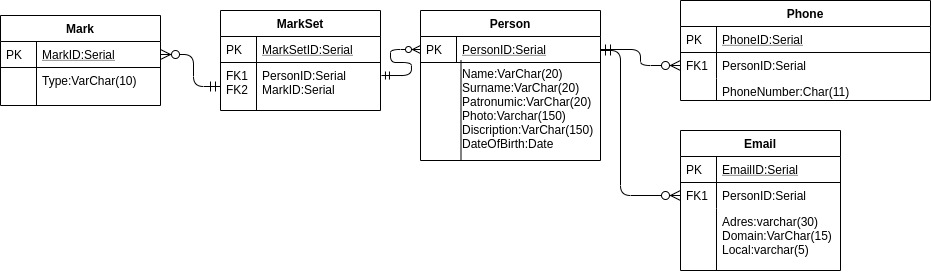 Mark
PK MarkID:Serial
Type:VarChar(10)
MarkSet
PK MarkSetID:Serial
FK1 PersonID:Serial
FK2 MarkID:Serial
Person
PK PersonID:Serial
Name:VarChar(20)
Surname:VarChar(20)
Patronumic:VarChar(20)
Photo:Varchar(150)
Discription:VarChar(150)
DateOfBirth:Date
Phone
PK PhoneID:Serial
FK1 PersonID:Serial
PhoneNumber:Char(11)
Email
PK EmailID:Serial
FK1 PersonID:Serial
Adres:varchar(30)
Domain:VarChar(15)
Local:varchar(5)